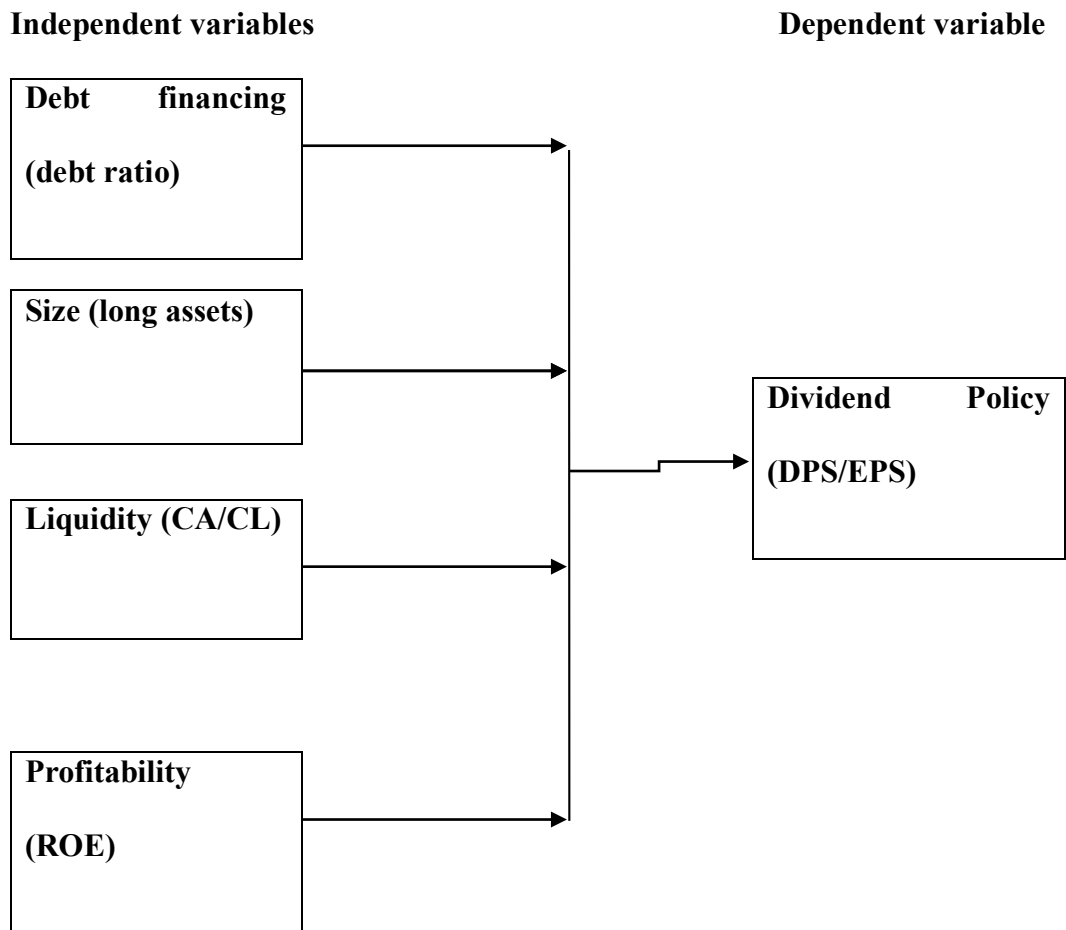 Independent variables
Dependent variable
Debt financing
(debt ratio)
Size (long assets)
Liquidity (CA/CL)
Profitability
(ROE)
Dividend Policy
(DPS/EPS)